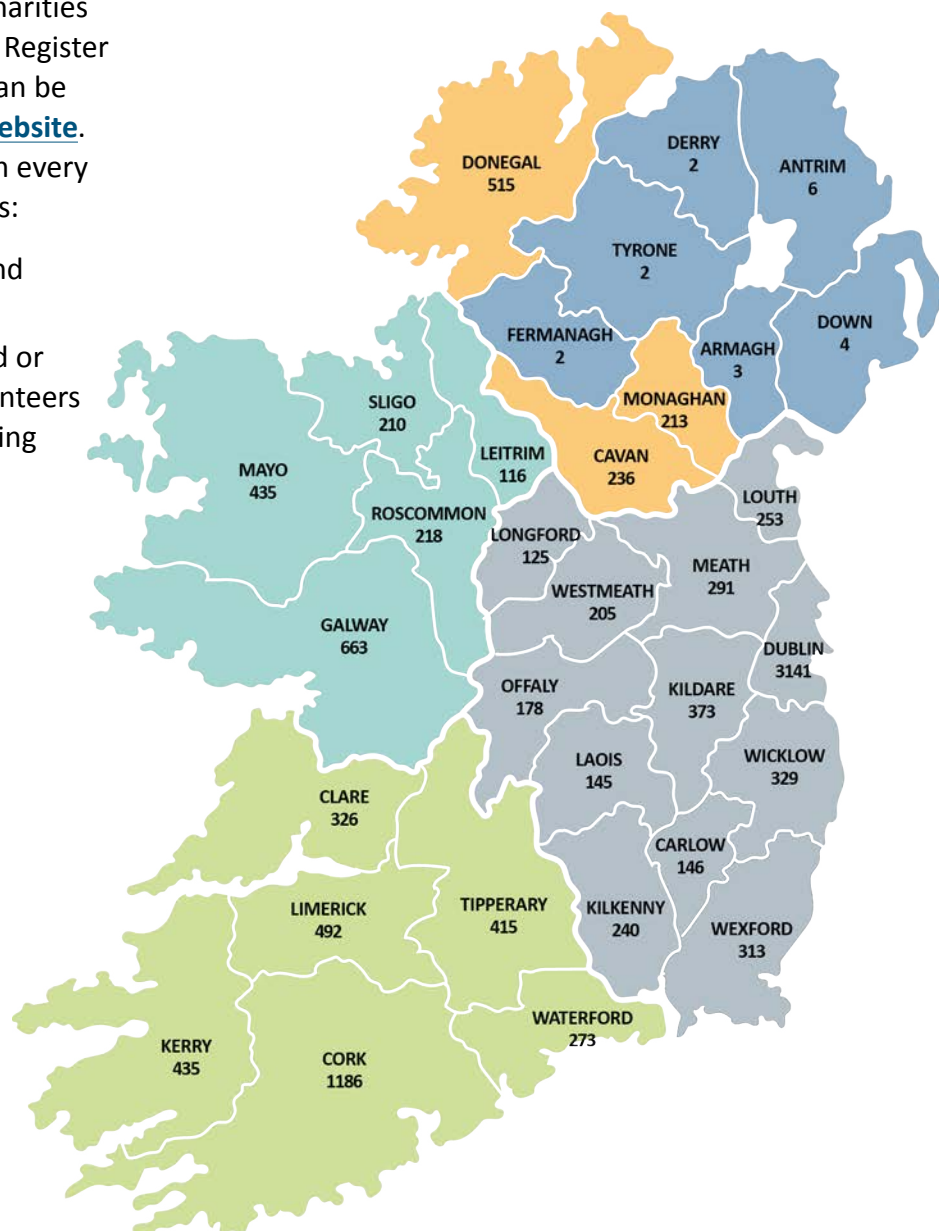 harities
Register
an be
ebsite.
n every
s:
nd
d or
nteers
ing
DONEGAL
515
DERRY
2
ANTRIM
6
TYRONE
2
FERMANAGH
2
ARMAGH
3
DOWN
4
MONAGHAN
213
CAVAN
236
SLIGO
210
LEITRIM
116
MAYO
435
ROSCOMMON
218
GALWAY
663
LOUTH
253
LONGFORD
125
MEATH
291
WESTMEATH
205
DUBLIN
3141
OFFALY
178
KILDARE
373
LAOIS
145
WICKLOW
329
CARLOW
146
KILKENNY
240
WEXFORD
313
CLARE
326
LIMERICK
492
TIPPERARY
415
WATERFORD
273
KERRY
435
CORK
1186